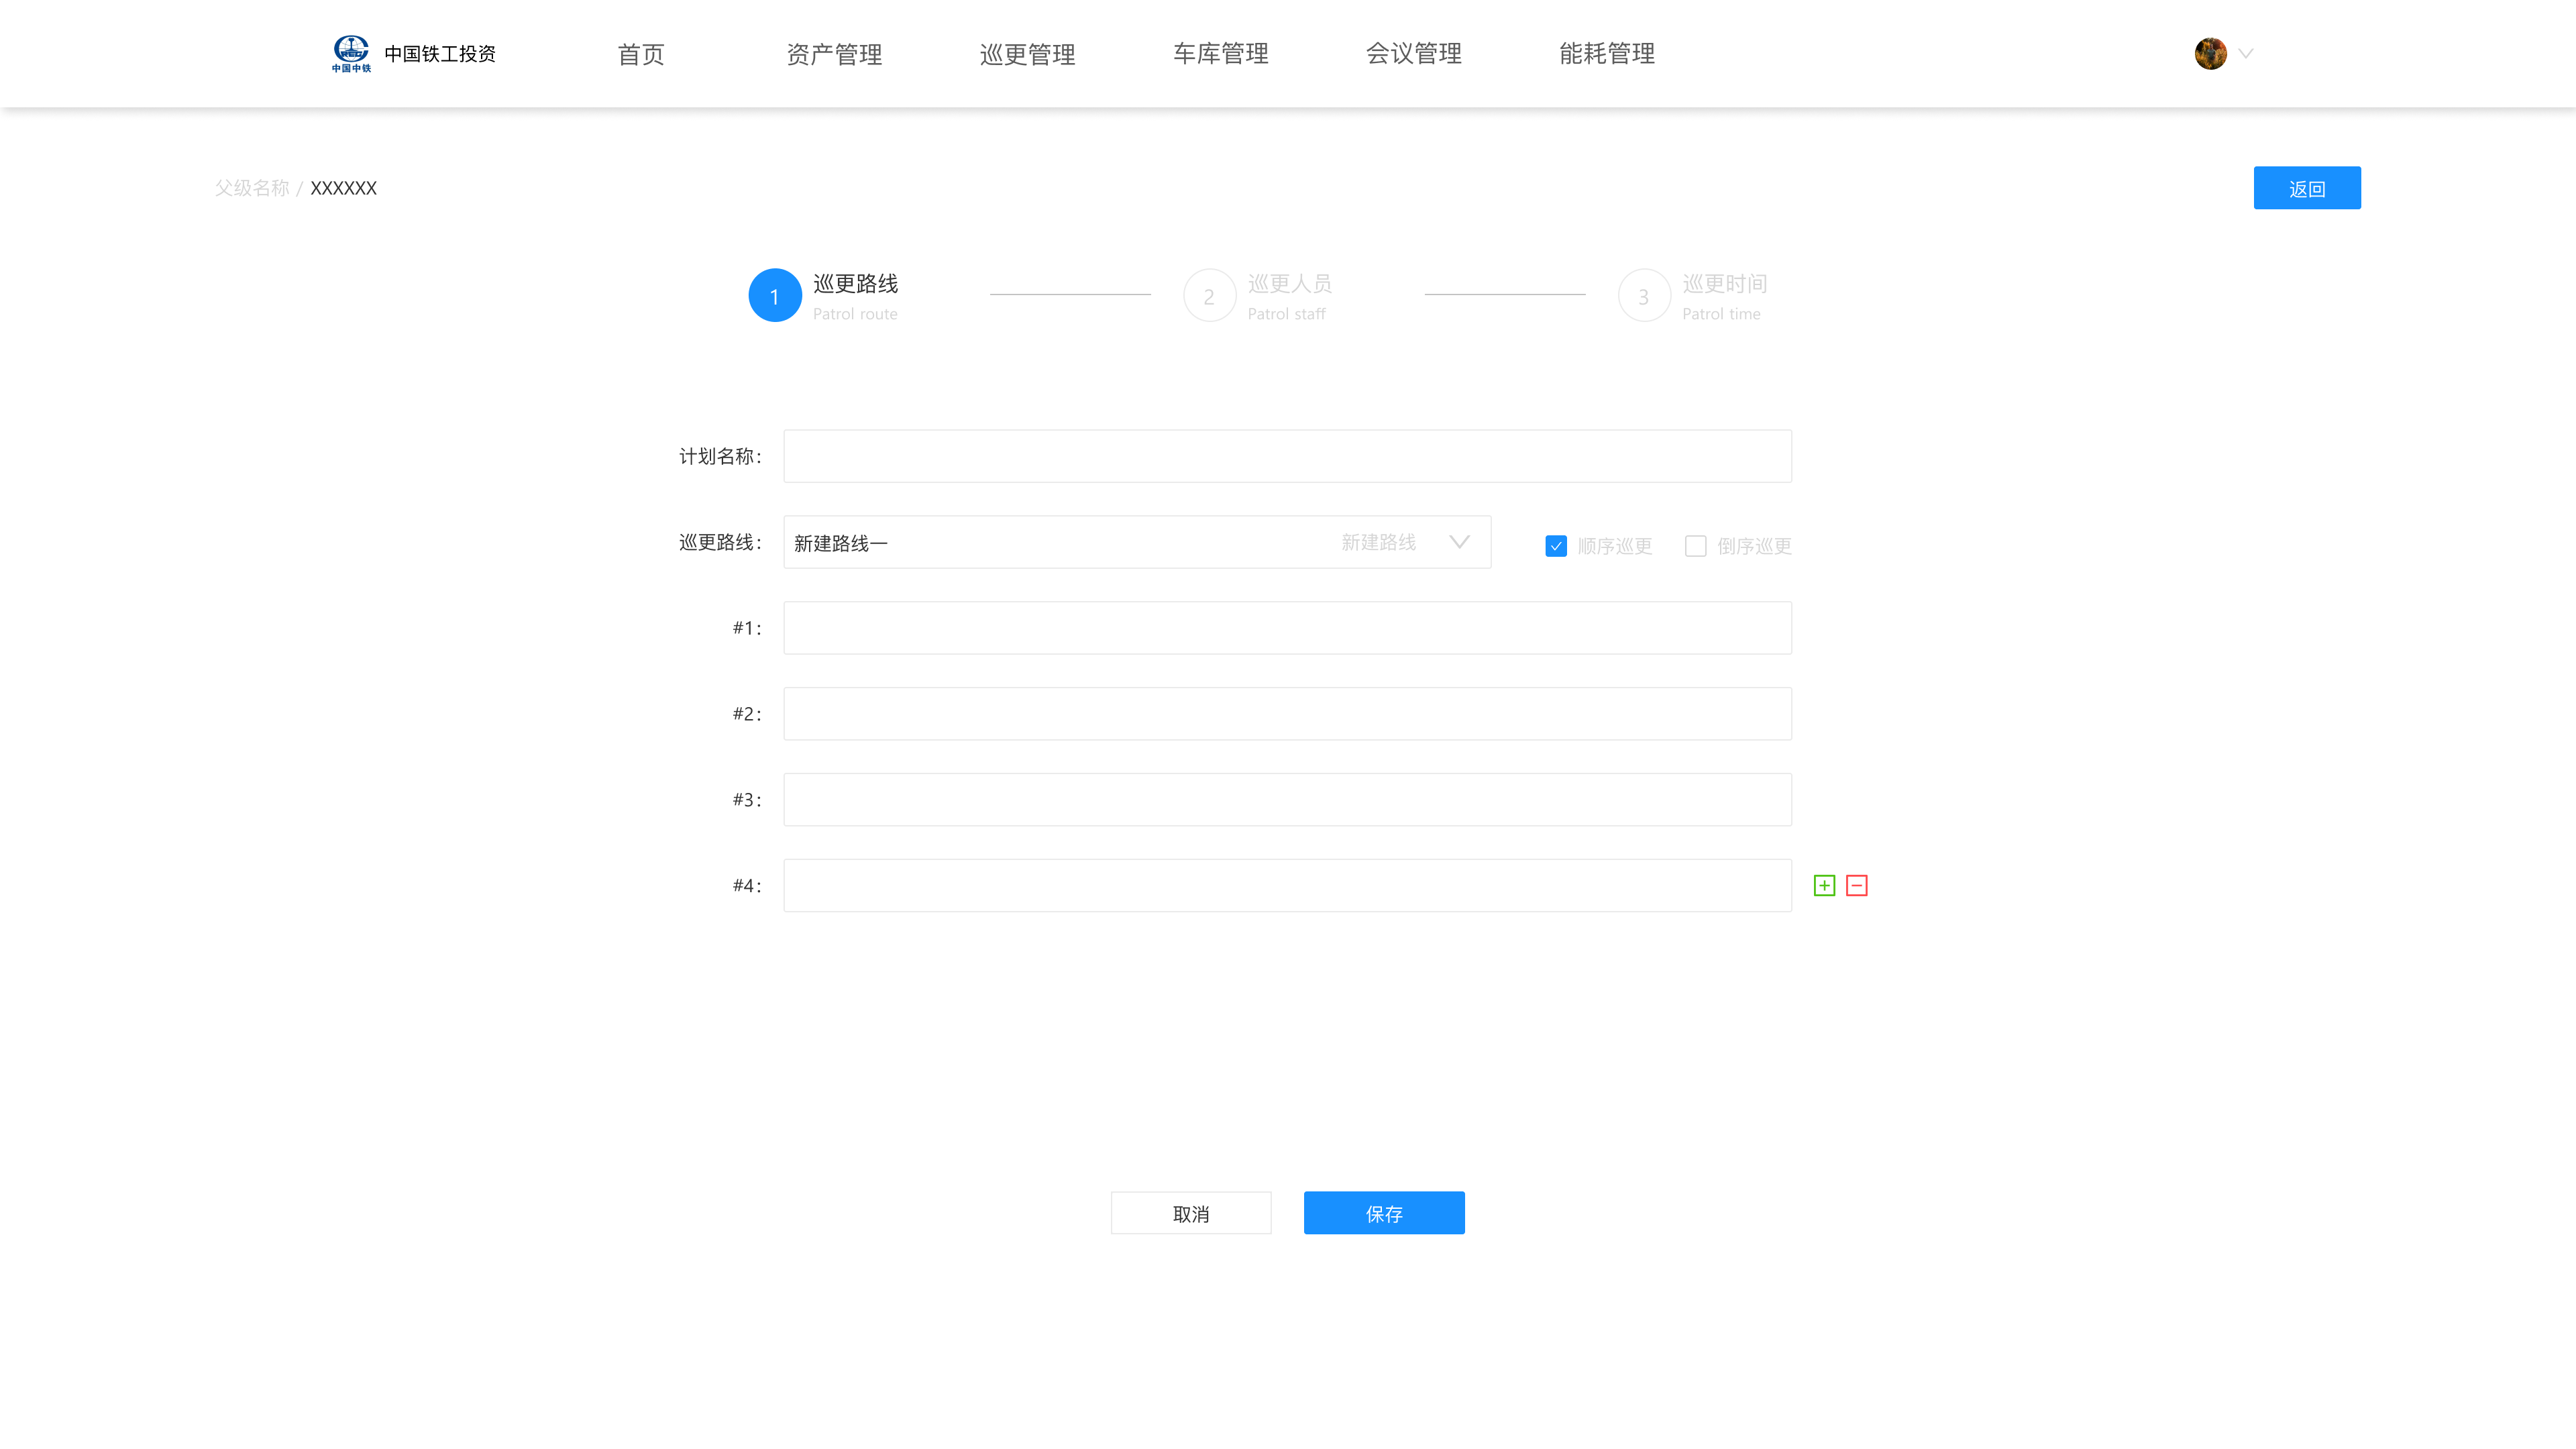 中国中铁 中国铁工投资 首页 资产管理 巡更管理 车库管理 会议管理 能耗管理
父级名称 / XXXXXX 返回
1 巡更路线 2 巡更人员 3 巡更时间
Patrol route Patrol staff Patrol time
计划名称：
巡更路线： 新建路线一 新建路线 顺序巡更 倒序巡更
#1：
#2：
#3：
#4：
取消 保存